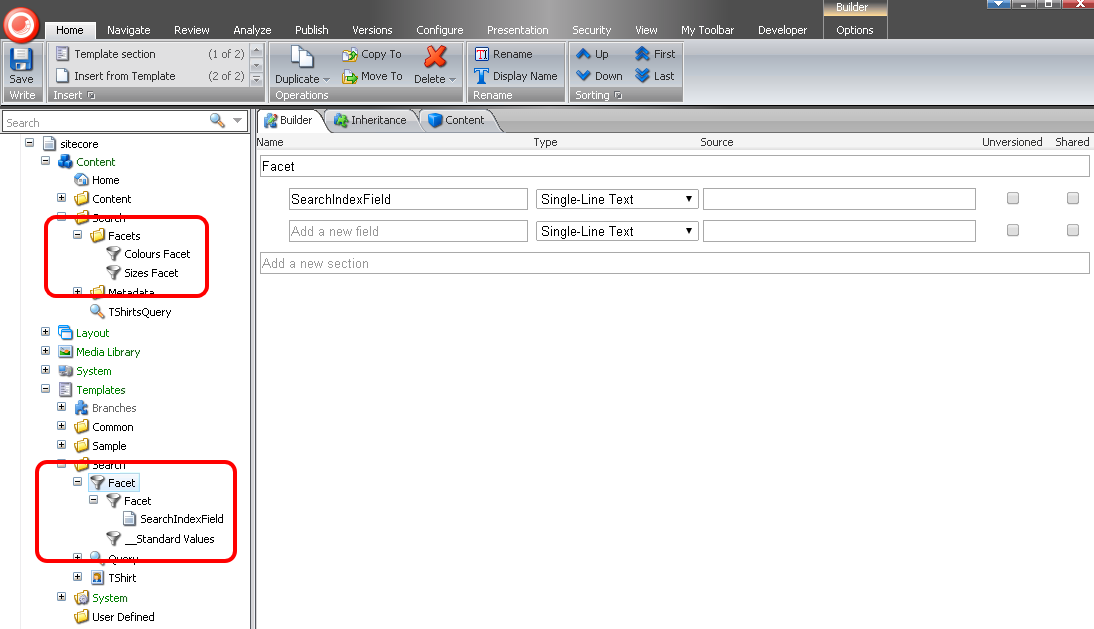 Builder
Home Navigate Review Analyze Publish Versions Configure Presentation Security View My Toolbar Developer Options
Template section (1 of 2)
Insert from Template (2 of 2)
Save
Write
Insert
Duplicate
Copy To
Move To
Delete
Operations
Rename
Display Name
Rename
Up First
Down Last
Sorting
Search
sitecore
Content
Home
Content
Search
Facets
Colours Facet
Sizes Facet
Metadata
TShirtsQuery
Layout
Media Library
System
Templates
Branches
Common
Sample
Search
Facet
Facet
SearchIndexField
__Standard Values
Query
TShirt
System
User Defined
Builder Inheritance Content
Name Type Source Unversioned Shared
Facet
SearchIndexField Single-Line Text
Add a new field Single-Line Text
Add a new section